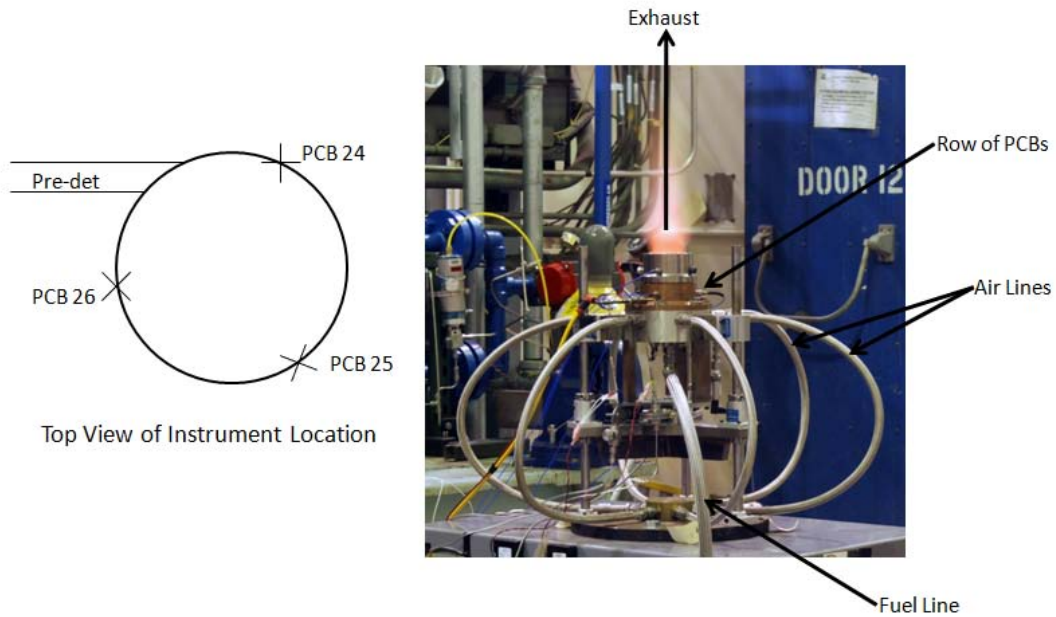 Exhaust
PCB 24
Pre-det
PCB 26
PCB 25
Top View of Instrument Location
Row of PCBs
DOOR 12
Air Lines
Fuel Line